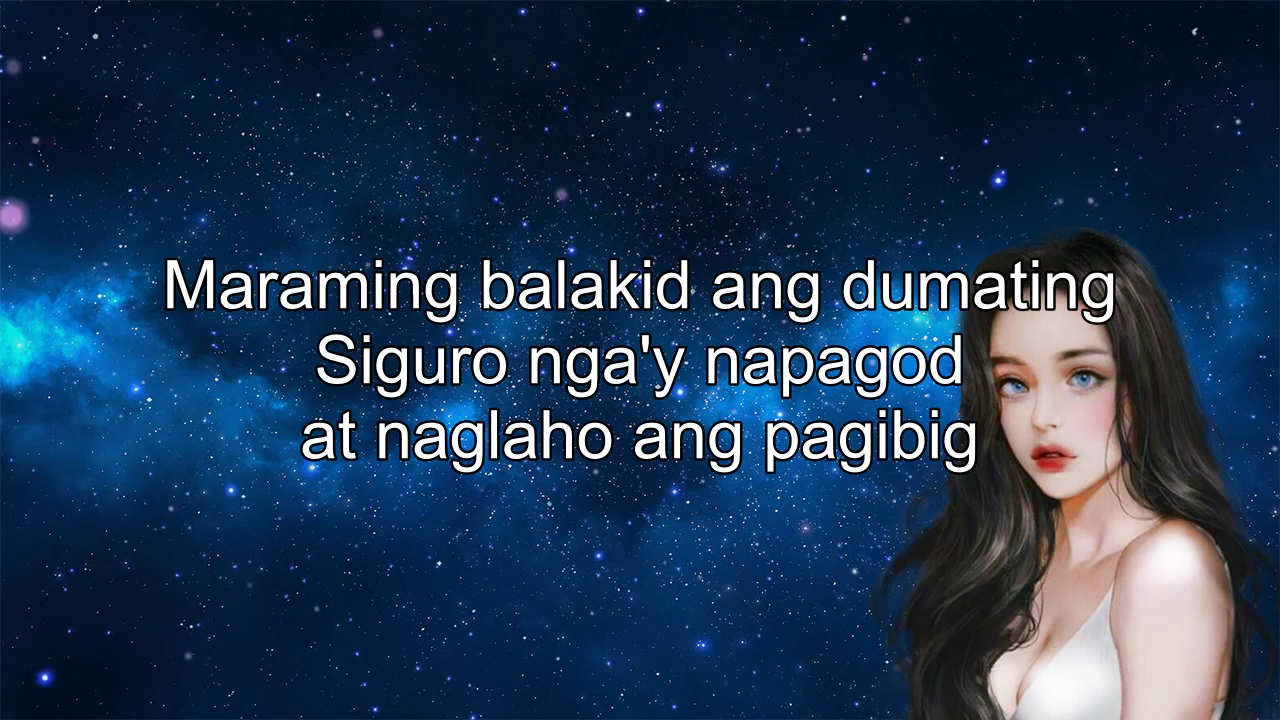 Maraming balakid ang dumating
Siguro nga'y napagod
at naglaho ang pagibig